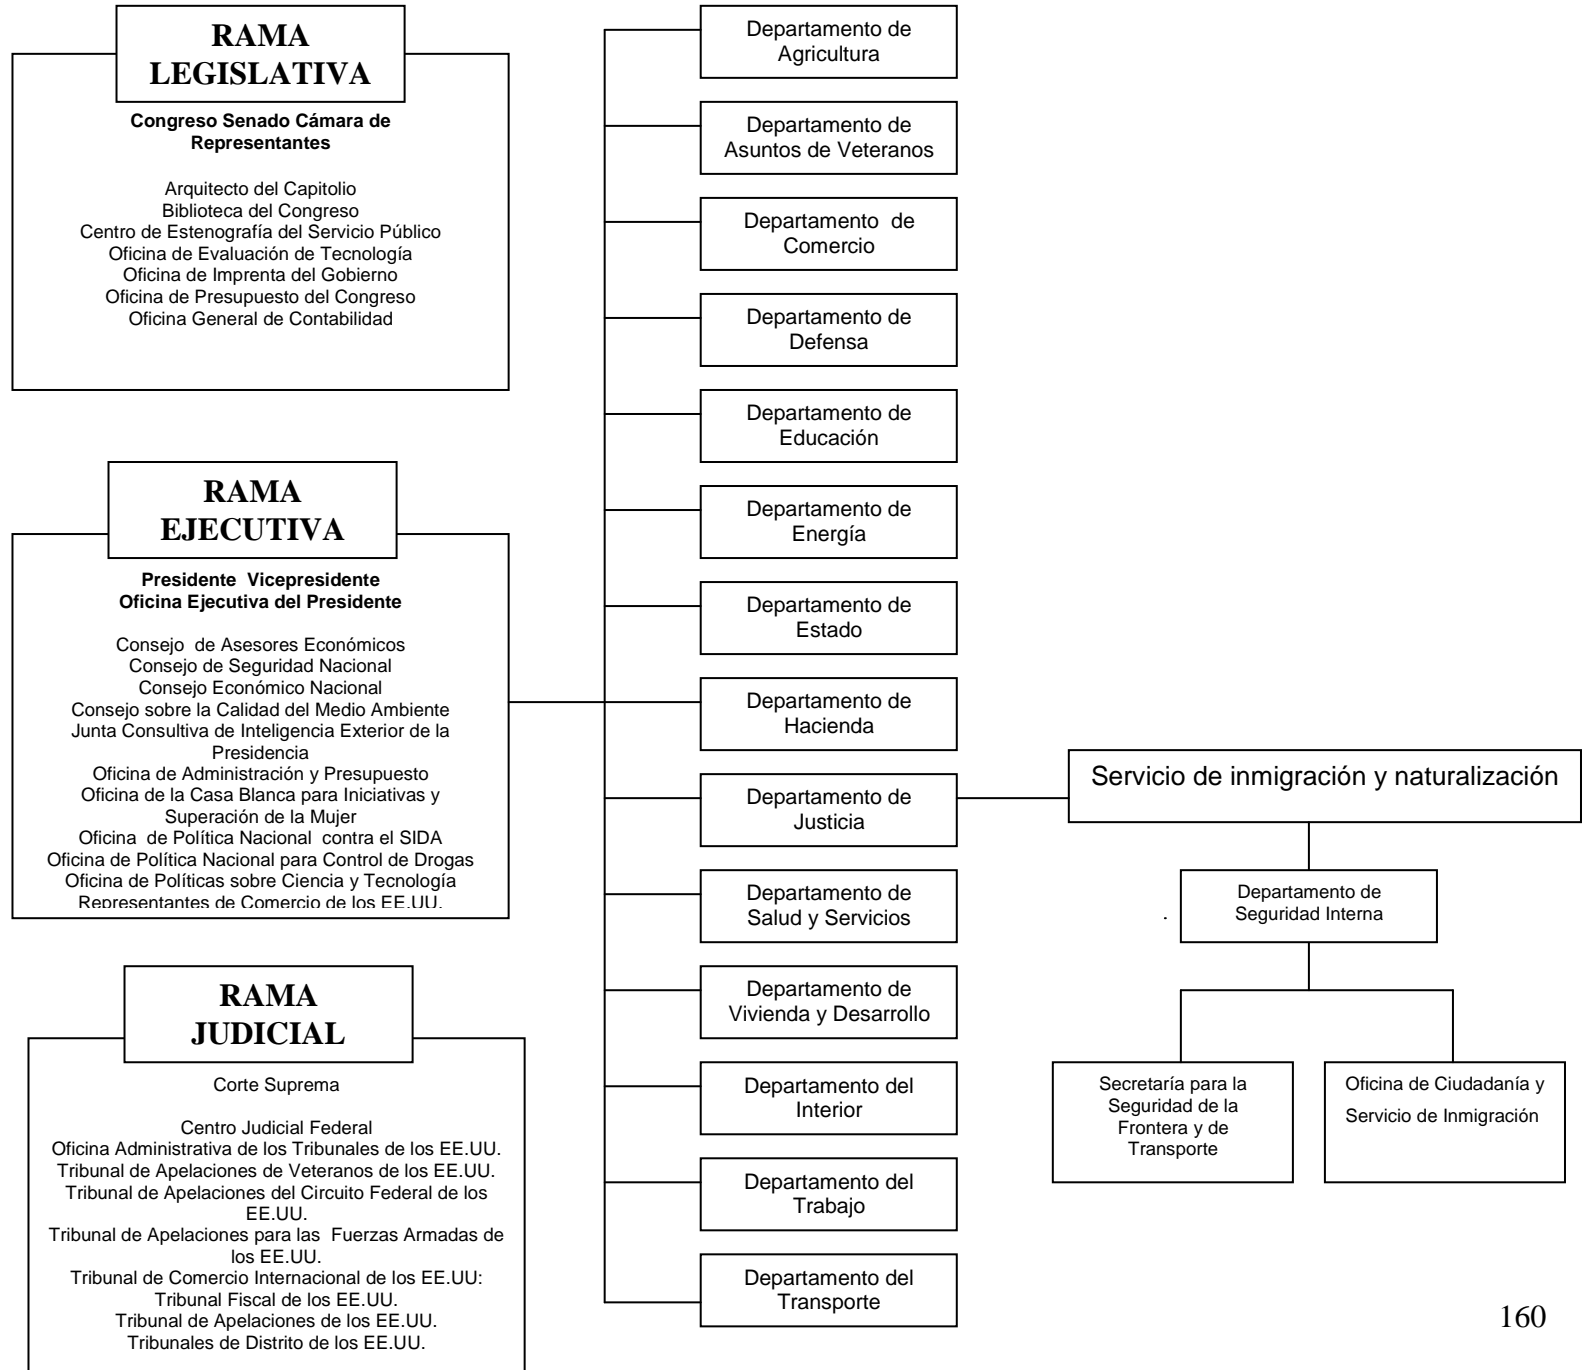 RAMA
LEGISLATIVA
Congreso Senado Cámara de
Representantes
Arquitecto del Capitolio
Biblioteca del Congreso
Centro de Estenografía del Servicio Público
Oficina de Evaluación de Tecnología
Oficina de Imprenta del Gobierno
Oficina de Presupuesto del Congreso
Oficina General de Contabilidad
RAMA
EJECUTIVA
Presidente Vicepresidente
Oficina Ejecutiva del Presidente
Consejo de Asesores Económicos
Consejo de Seguridad Nacional
Consejo Económico Nacional
Consejo sobre la Calidad del Medio Ambiente
Junta Consultiva de Inteligencia Exterior de la
Presidencia
Oficina de Administración y Presupuesto
Oficina de la Casa Blanca para Iniciativas y
Superación de la Mujer
Oficina de Política Nacional contra el SIDA
Oficina de Política Nacional para Control de Drogas
Oficina de Políticas sobre Ciencia y Tecnología
Representantes de Comercio de los EE.UU.
RAMA
JUDICIAL
Corte Suprema
Centro Judicial Federal
Oficina Administrativa de los Tribunales de los EE.UU.
Tribunal de Apelaciones de Veteranos de los EE.UU.
Tribunal de Apelaciones del Circuito Federal de los
EE.UU.
Tribunal de Apelaciones para las Fuerzas Armadas de
los EE.UU.
Tribunal de Comercio Internacional de los EE.UU:
Tribunal Fiscal de los EE.UU.
Tribunal de Apelaciones de los EE.UU.
Tribunales de Distrito de los EE.UU.
Departamento de
Agricultura
Departamento de
Asuntos de Veteranos
Departamento de
Comercio
Departamento de
Defensa
Departamento de
Educación
Departamento de
Energía
Departamento de
Estado
Departamento de
Hacienda
Departamento de
Justicia
Departamento de
Salud y Servicios
Departamento de
Vivienda y Desarrollo
Departamento del
Interior
Departamento del
Trabajo
Departamento del
Transporte
Servicio de inmigración y naturalización
.
Departamento de
Seguridad Interna
Secretaría para la
Seguridad de la
Frontera y de
Transporte
Oficina de Ciudadanía y
Servicio de Inmigración
160